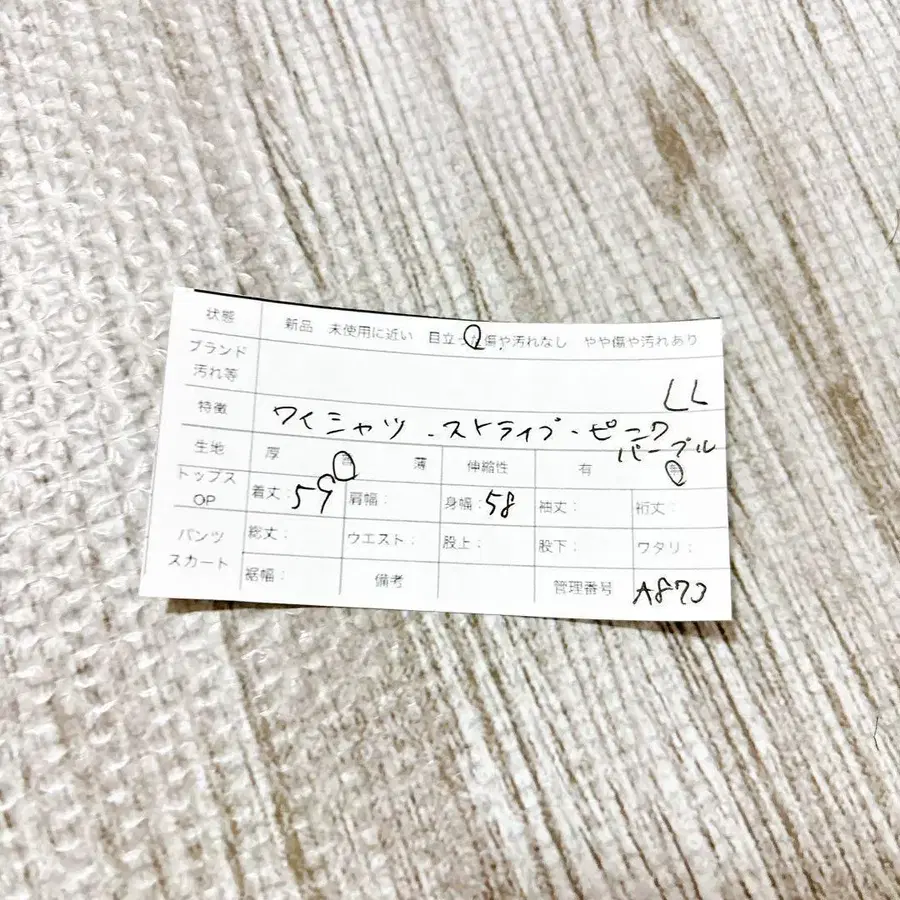 状態 新品 未使用に近い 目立った傷や汚れなし やや傷や汚れあり
ブランド
汚れ等 LL
特徴 ワイシャツ・ストライプ・ピンク
パープル
生地 厚 普 薄 伸縮性 有 無
トップス
OP 着丈:59 肩幅: 身幅:58 袖丈: 裄丈:
パンツ
スカート 総丈: ウエスト: 股上: 股下: ワタリ:
裾幅: 備考 管理番号 A873